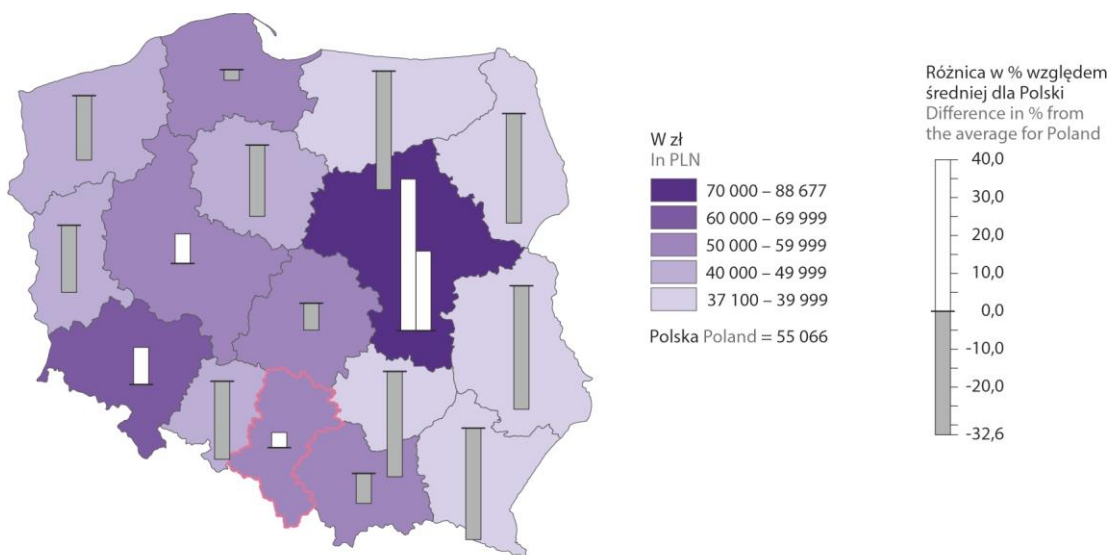 W zł
In PLN
70 000 – 88 677
60 000 – 69 999
50 000 – 59 999
40 000 – 49 999
37 100 – 39 999
Polska Poland = 55 066
Różnica w % względem
średniej dla Polski
Difference in % from
the average for Poland
40,0
30,0
20,0
10,0
0,0
-10,0
-20,0
-32,6